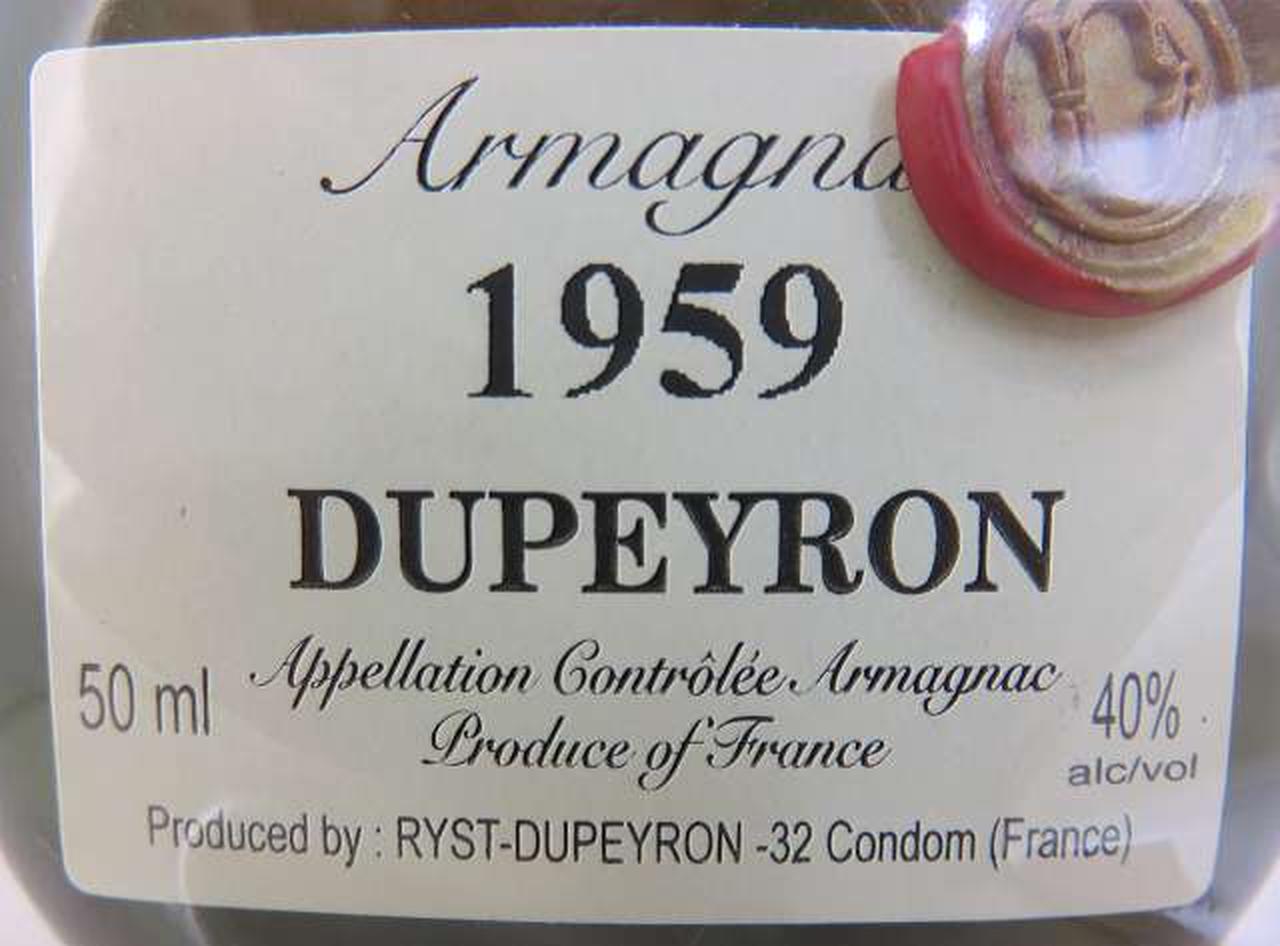 Armagna
1959
DUPEYRON
Appellation Contrôlée Armagnac
50 ml
40%
alc/vol
Produce of France
Produced by : RYST-DUPEYRON -32 Condom (France)